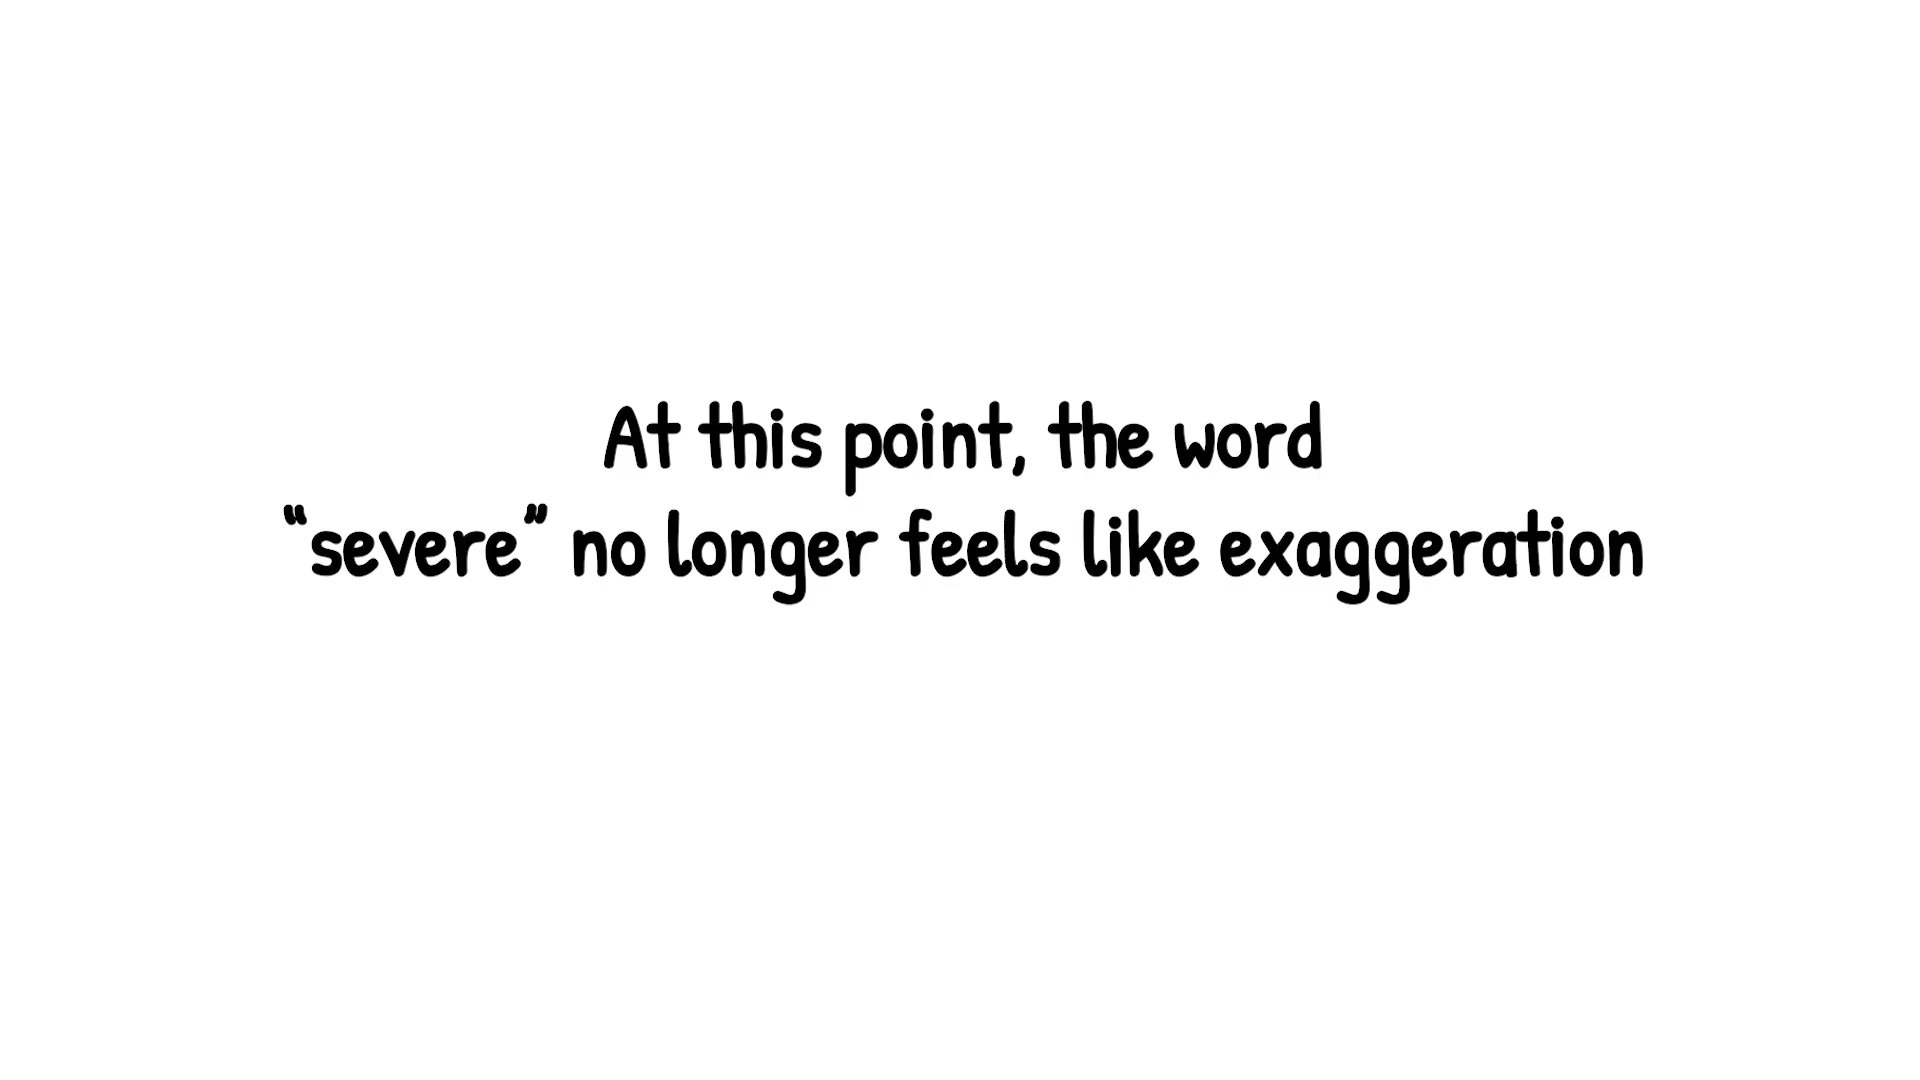 At this point, the word
“severe” no longer feels like exaggeration